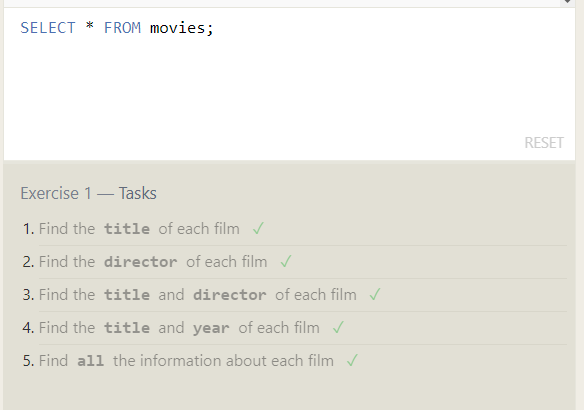 SELECT * FROM movies;
RESET
Exercise 1 — Tasks
1. Find the title of each film ✓
2. Find the director of each film ✓
3. Find the title and director of each film ✓
4. Find the title and year of each film ✓
5. Find all the information about each film ✓